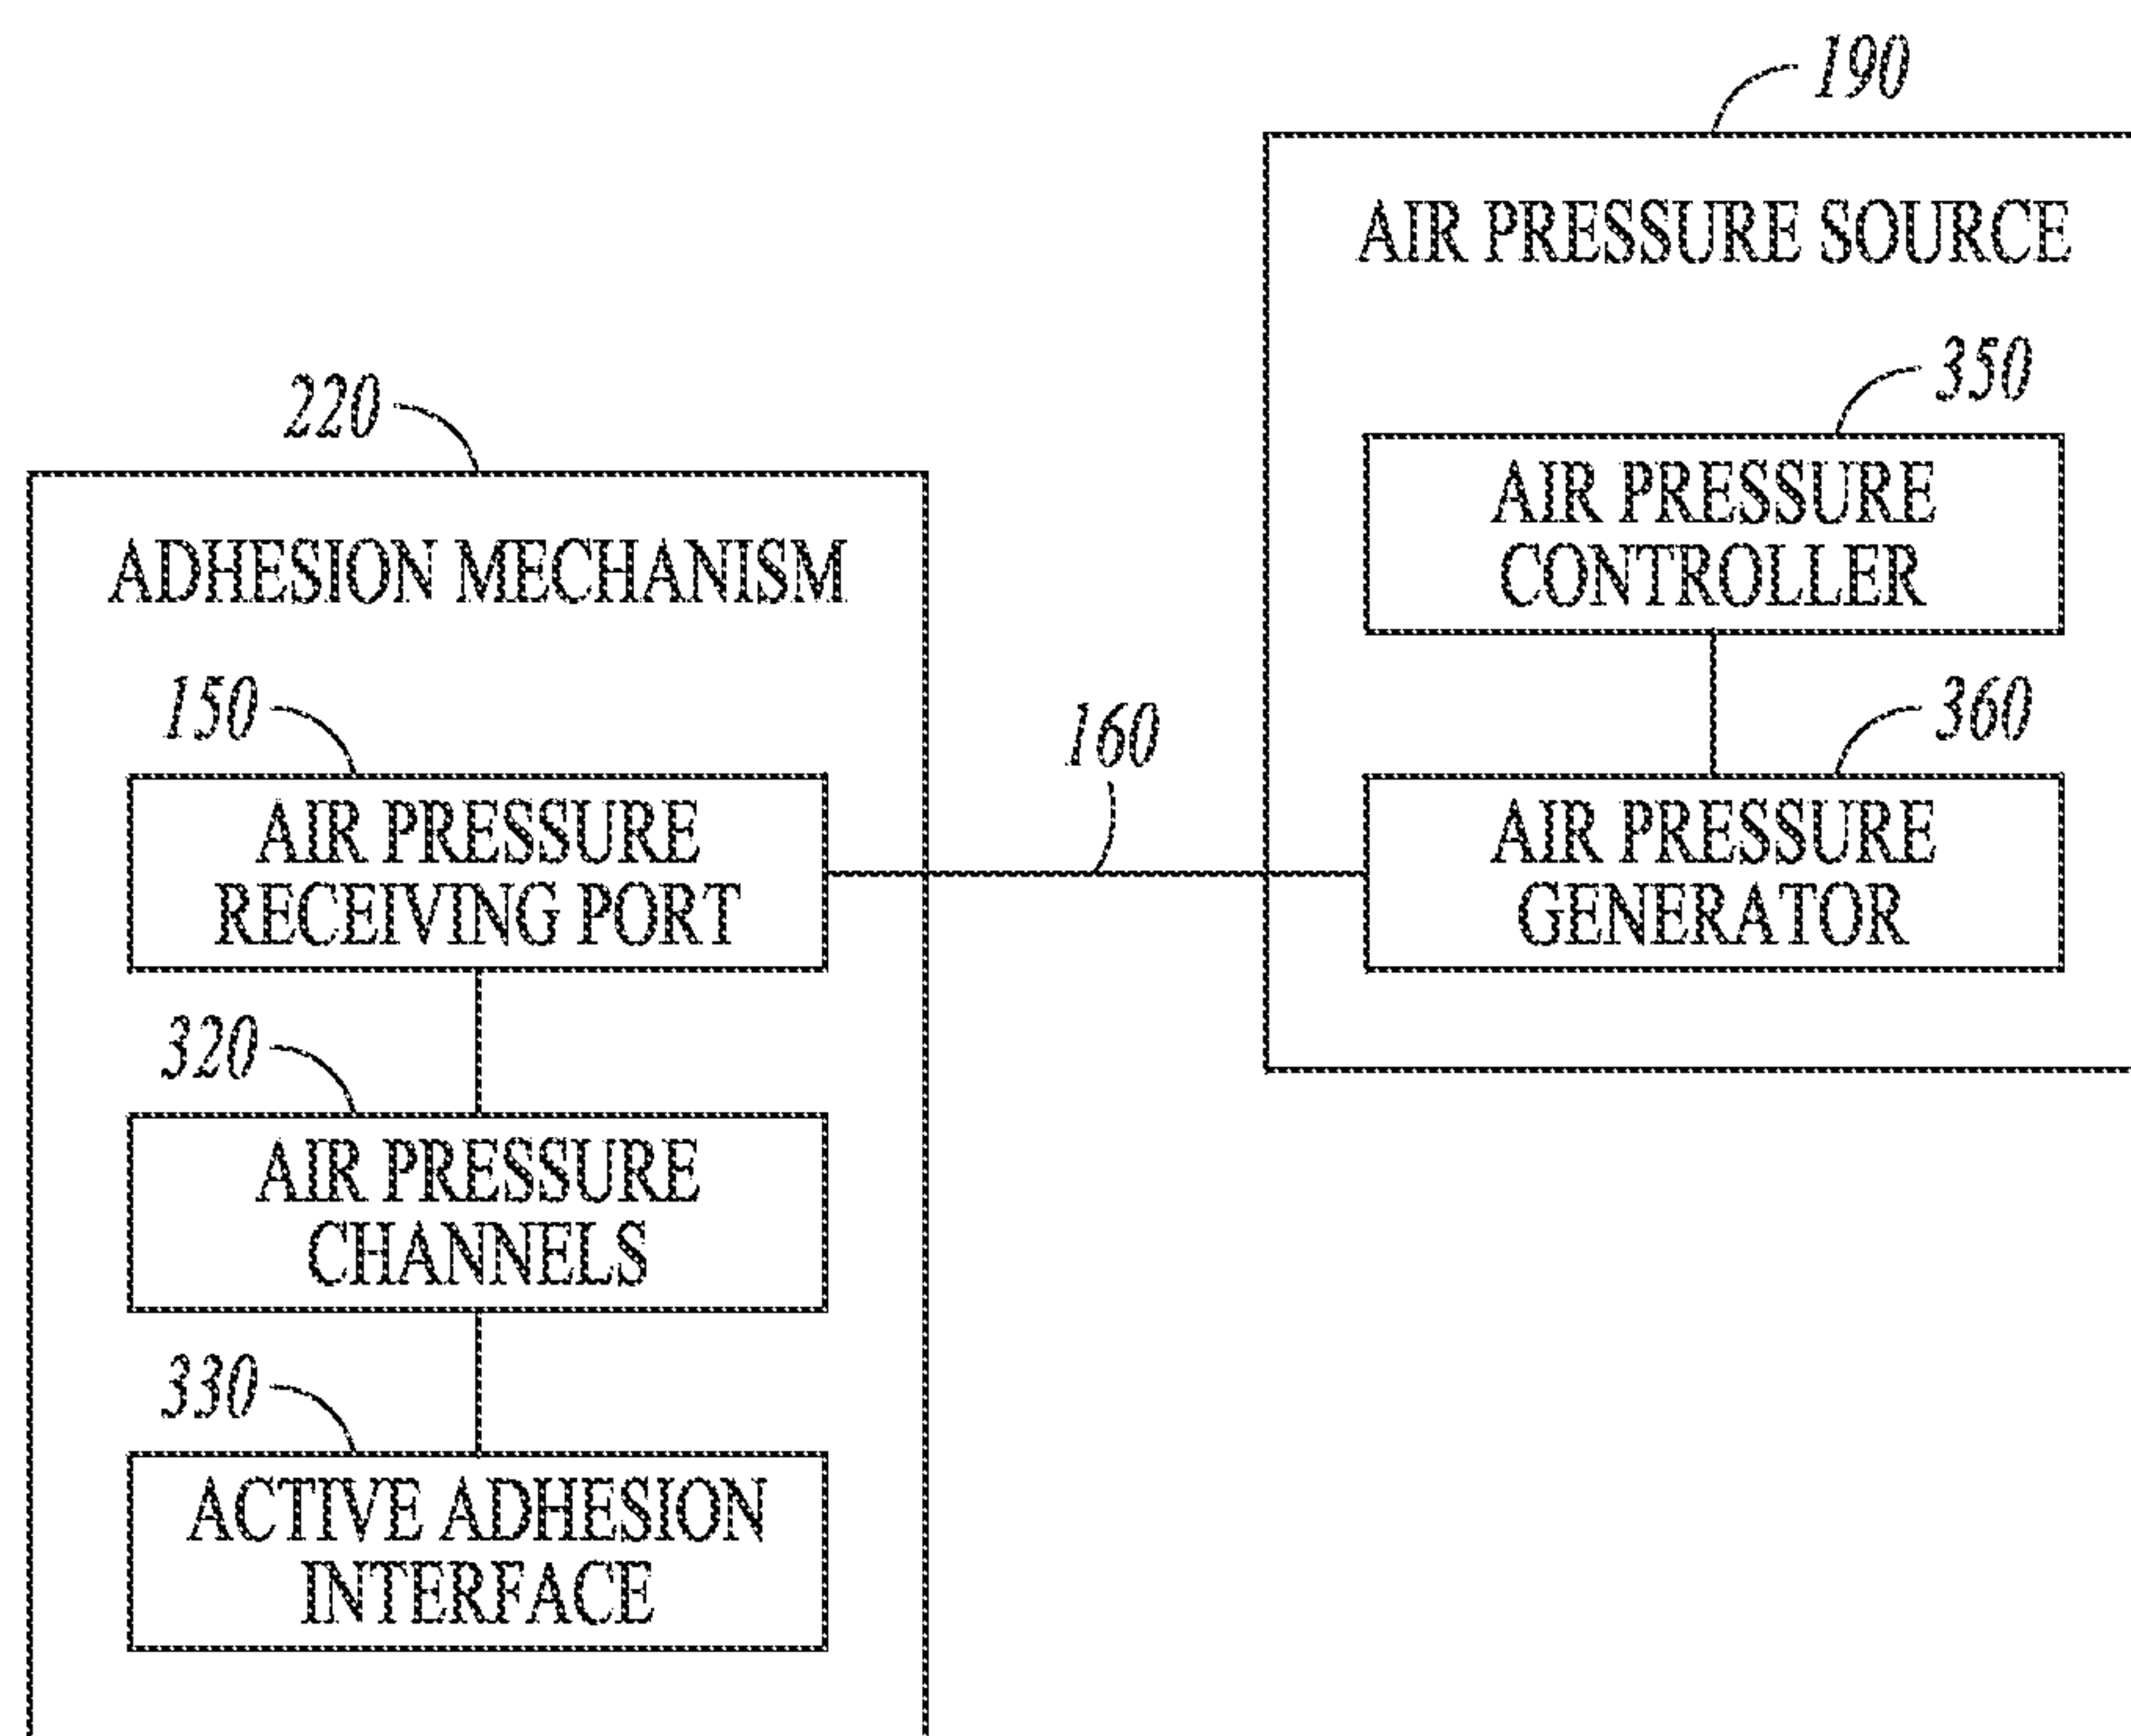 190
AIR PRESSURE SOURCE
350
AIR PRESSURE
CONTROLLER
360
AIR PRESSURE
GENERATOR
160
220
ADHESION MECHANISM
150
AIR PRESSURE
RECEIVING PORT
320
AIR PRESSURE
CHANNELS
330
ACTIVE ADHESION
INTERFACE